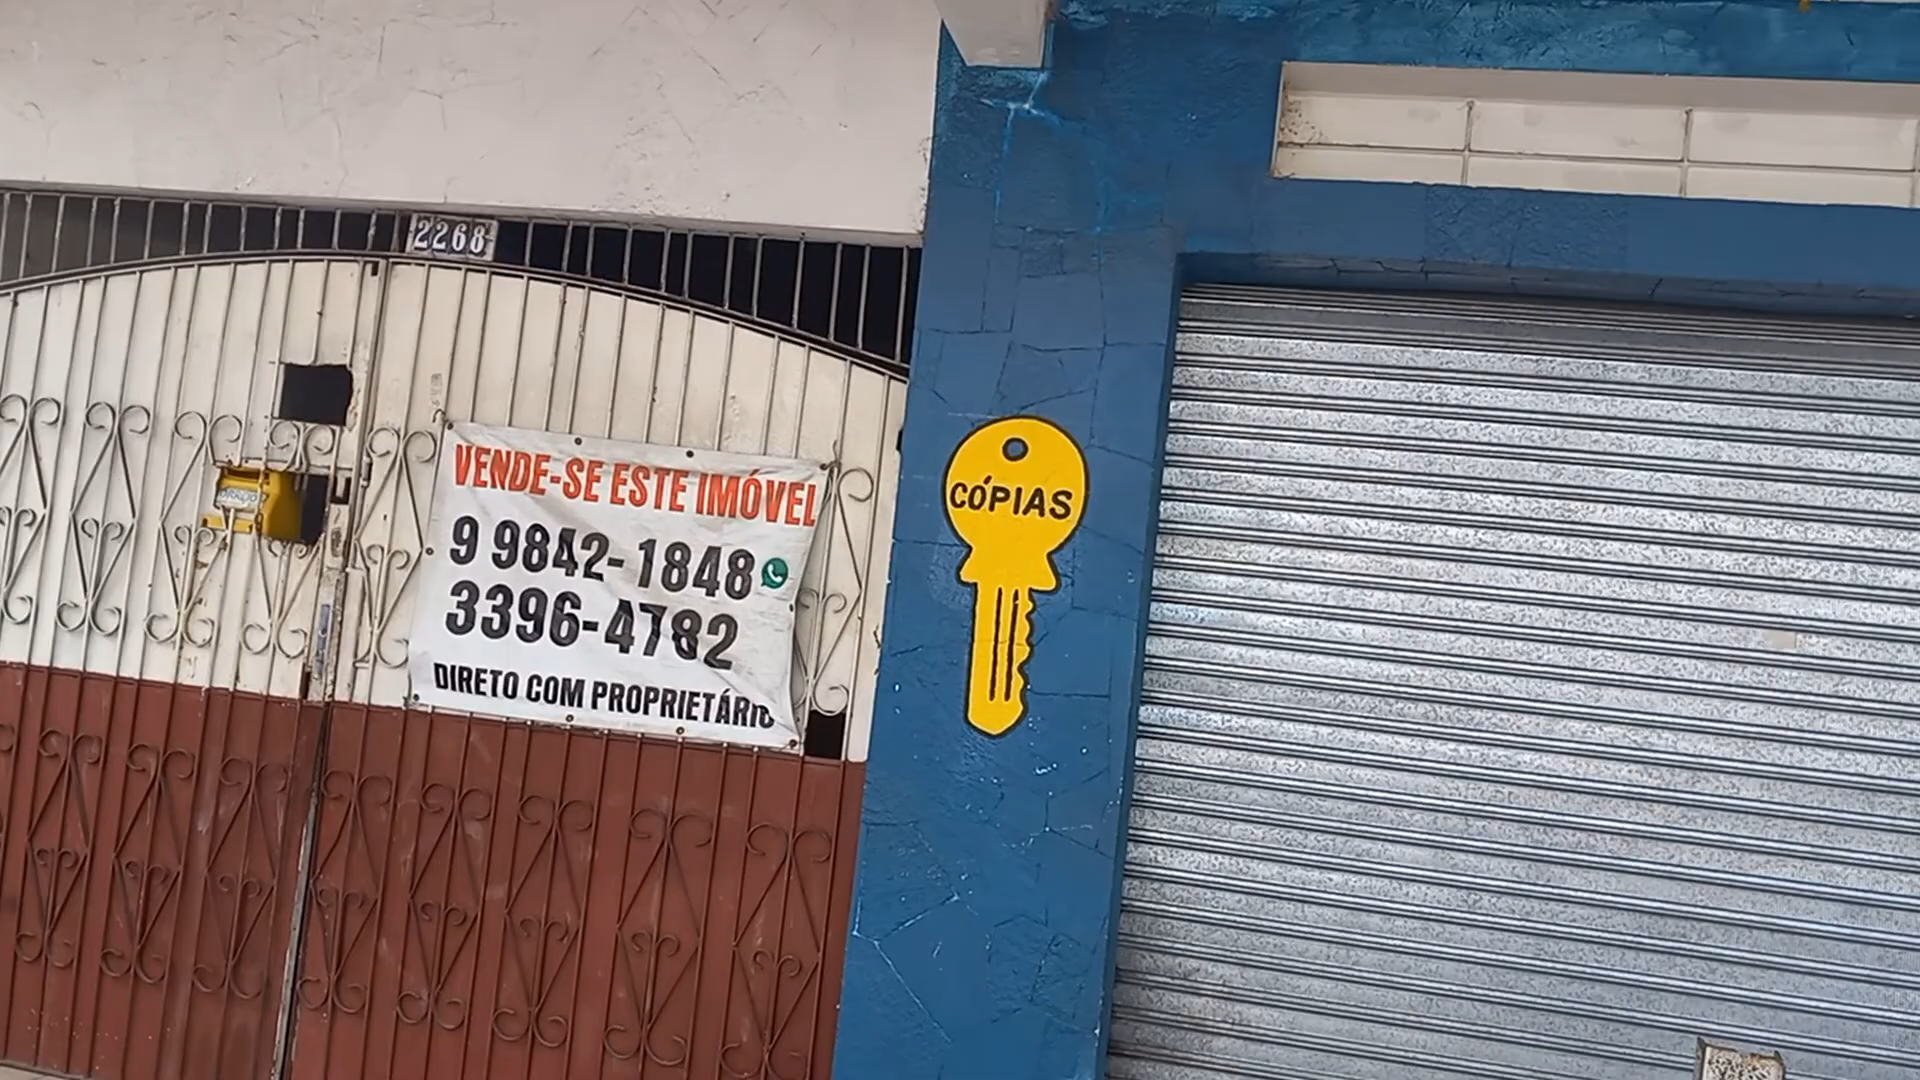 2268
VENDE-SE ESTE IMÓVEL
9 9842-1848
3396-4782
DIRETO COM PROPRIETÁRIO
CÓPIAS